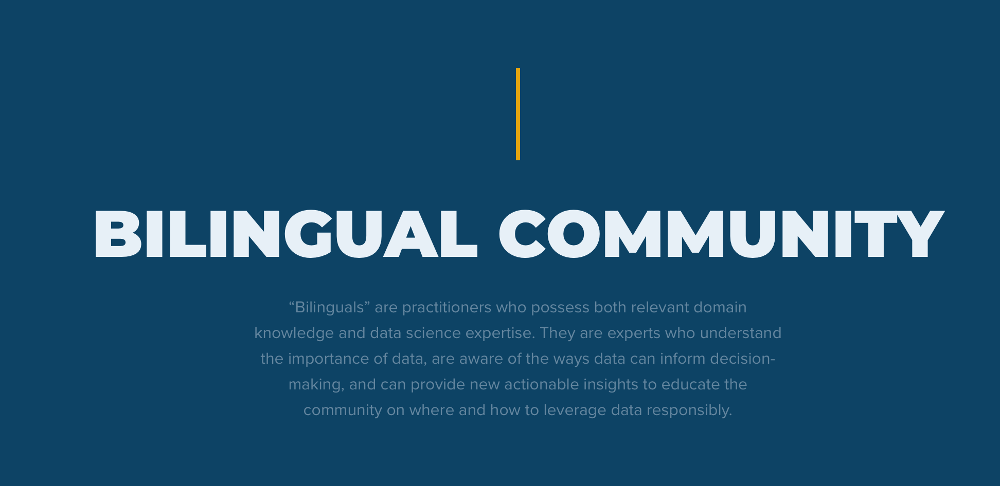 BILINGUAL COMMUNITY
“Bilinguals” are practitioners who possess both relevant domain
knowledge and data science expertise. They are experts who understand
the importance of data, are aware of the ways data can inform decision-
making, and can provide new actionable insights to educate the
community on where and how to leverage data responsibly.